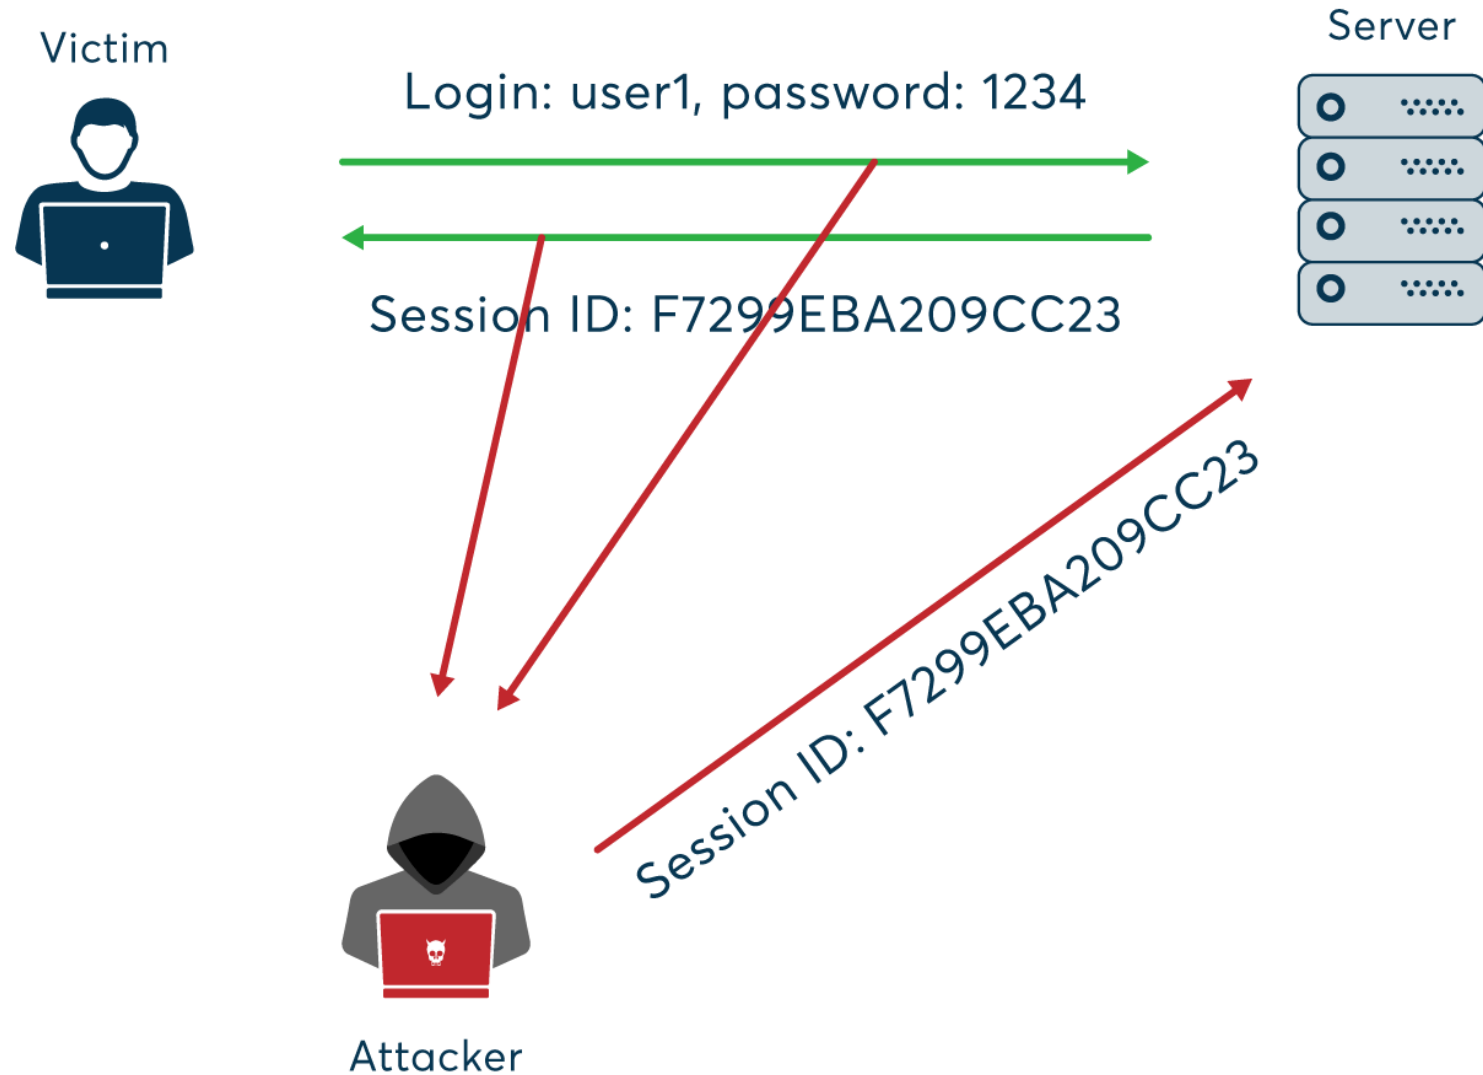 Victim
Server
Login: user1, password: 1234
Session ID: F7299EBA209CC23
Session ID: F7299EBA209CC23
Attacker